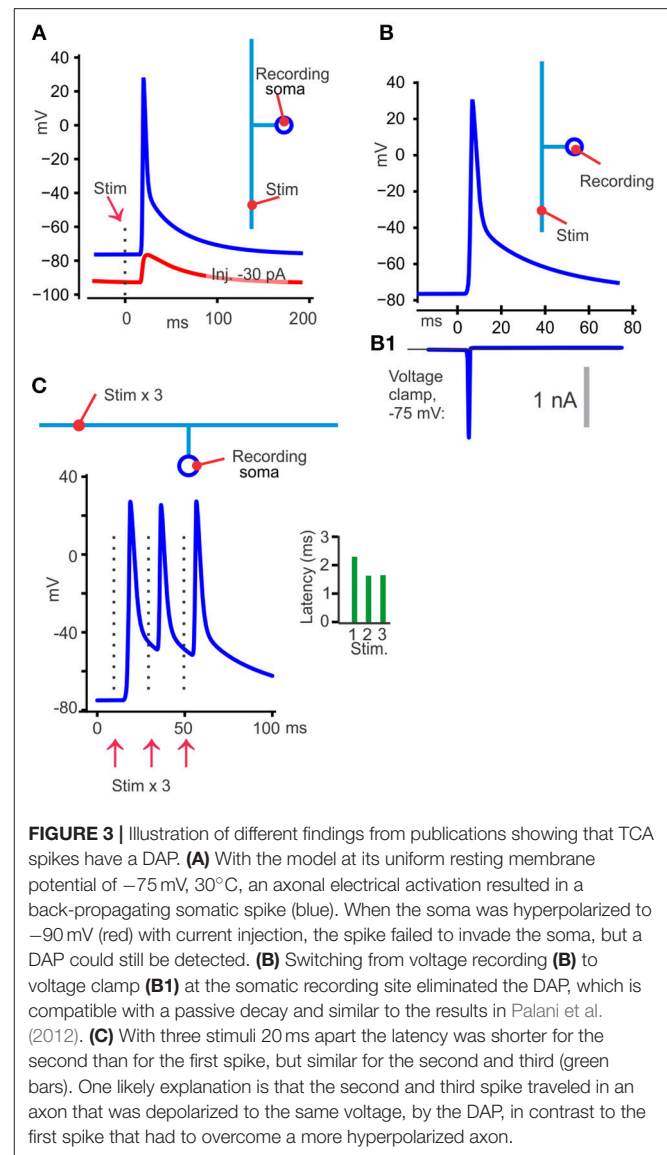 A
40
20
0
−20
−40
−60
−80
−100
mV
Stim
Recording
soma
Stim
Inj. -30 pA
0
100
200
ms
B
40
20
0
−20
−40
−60
−80
mV
Recording
Stim
ms
0
20
40
60
80
B1
Voltage
clamp,
-75 mV:
1 nA
C
Stim x 3
Recording
soma
40
0
-40
-80
mV
0
50
100
ms
Stim x 3
3
2
1
0
Latency (ms)
1 2 3
Stim.
FIGURE 3 | Illustration of different findings from publications showing that TCA
spikes have a DAP. (A) With the model at its uniform resting membrane
potential of −75 mV, 30°C, an axonal electrical activation resulted in a
back-propagating somatic spike (blue). When the soma was hyperpolarized to
−90 mV (red) with current injection, the spike failed to invade the soma, but a
DAP could still be detected. (B) Switching from voltage recording (B) to
voltage clamp (B1) at the somatic recording site eliminated the DAP, which is
compatible with a passive decay and similar to the results in Palani et al.
(2012). (C) With three stimuli 20 ms apart the latency was shorter for the
second than for the first spike, but similar for the second and third (green
bars). One likely explanation is that the second and third spike traveled in an
axon that was depolarized to the same voltage, by the DAP, in contrast to the
first spike that had to overcome a more hyperpolarized axon.